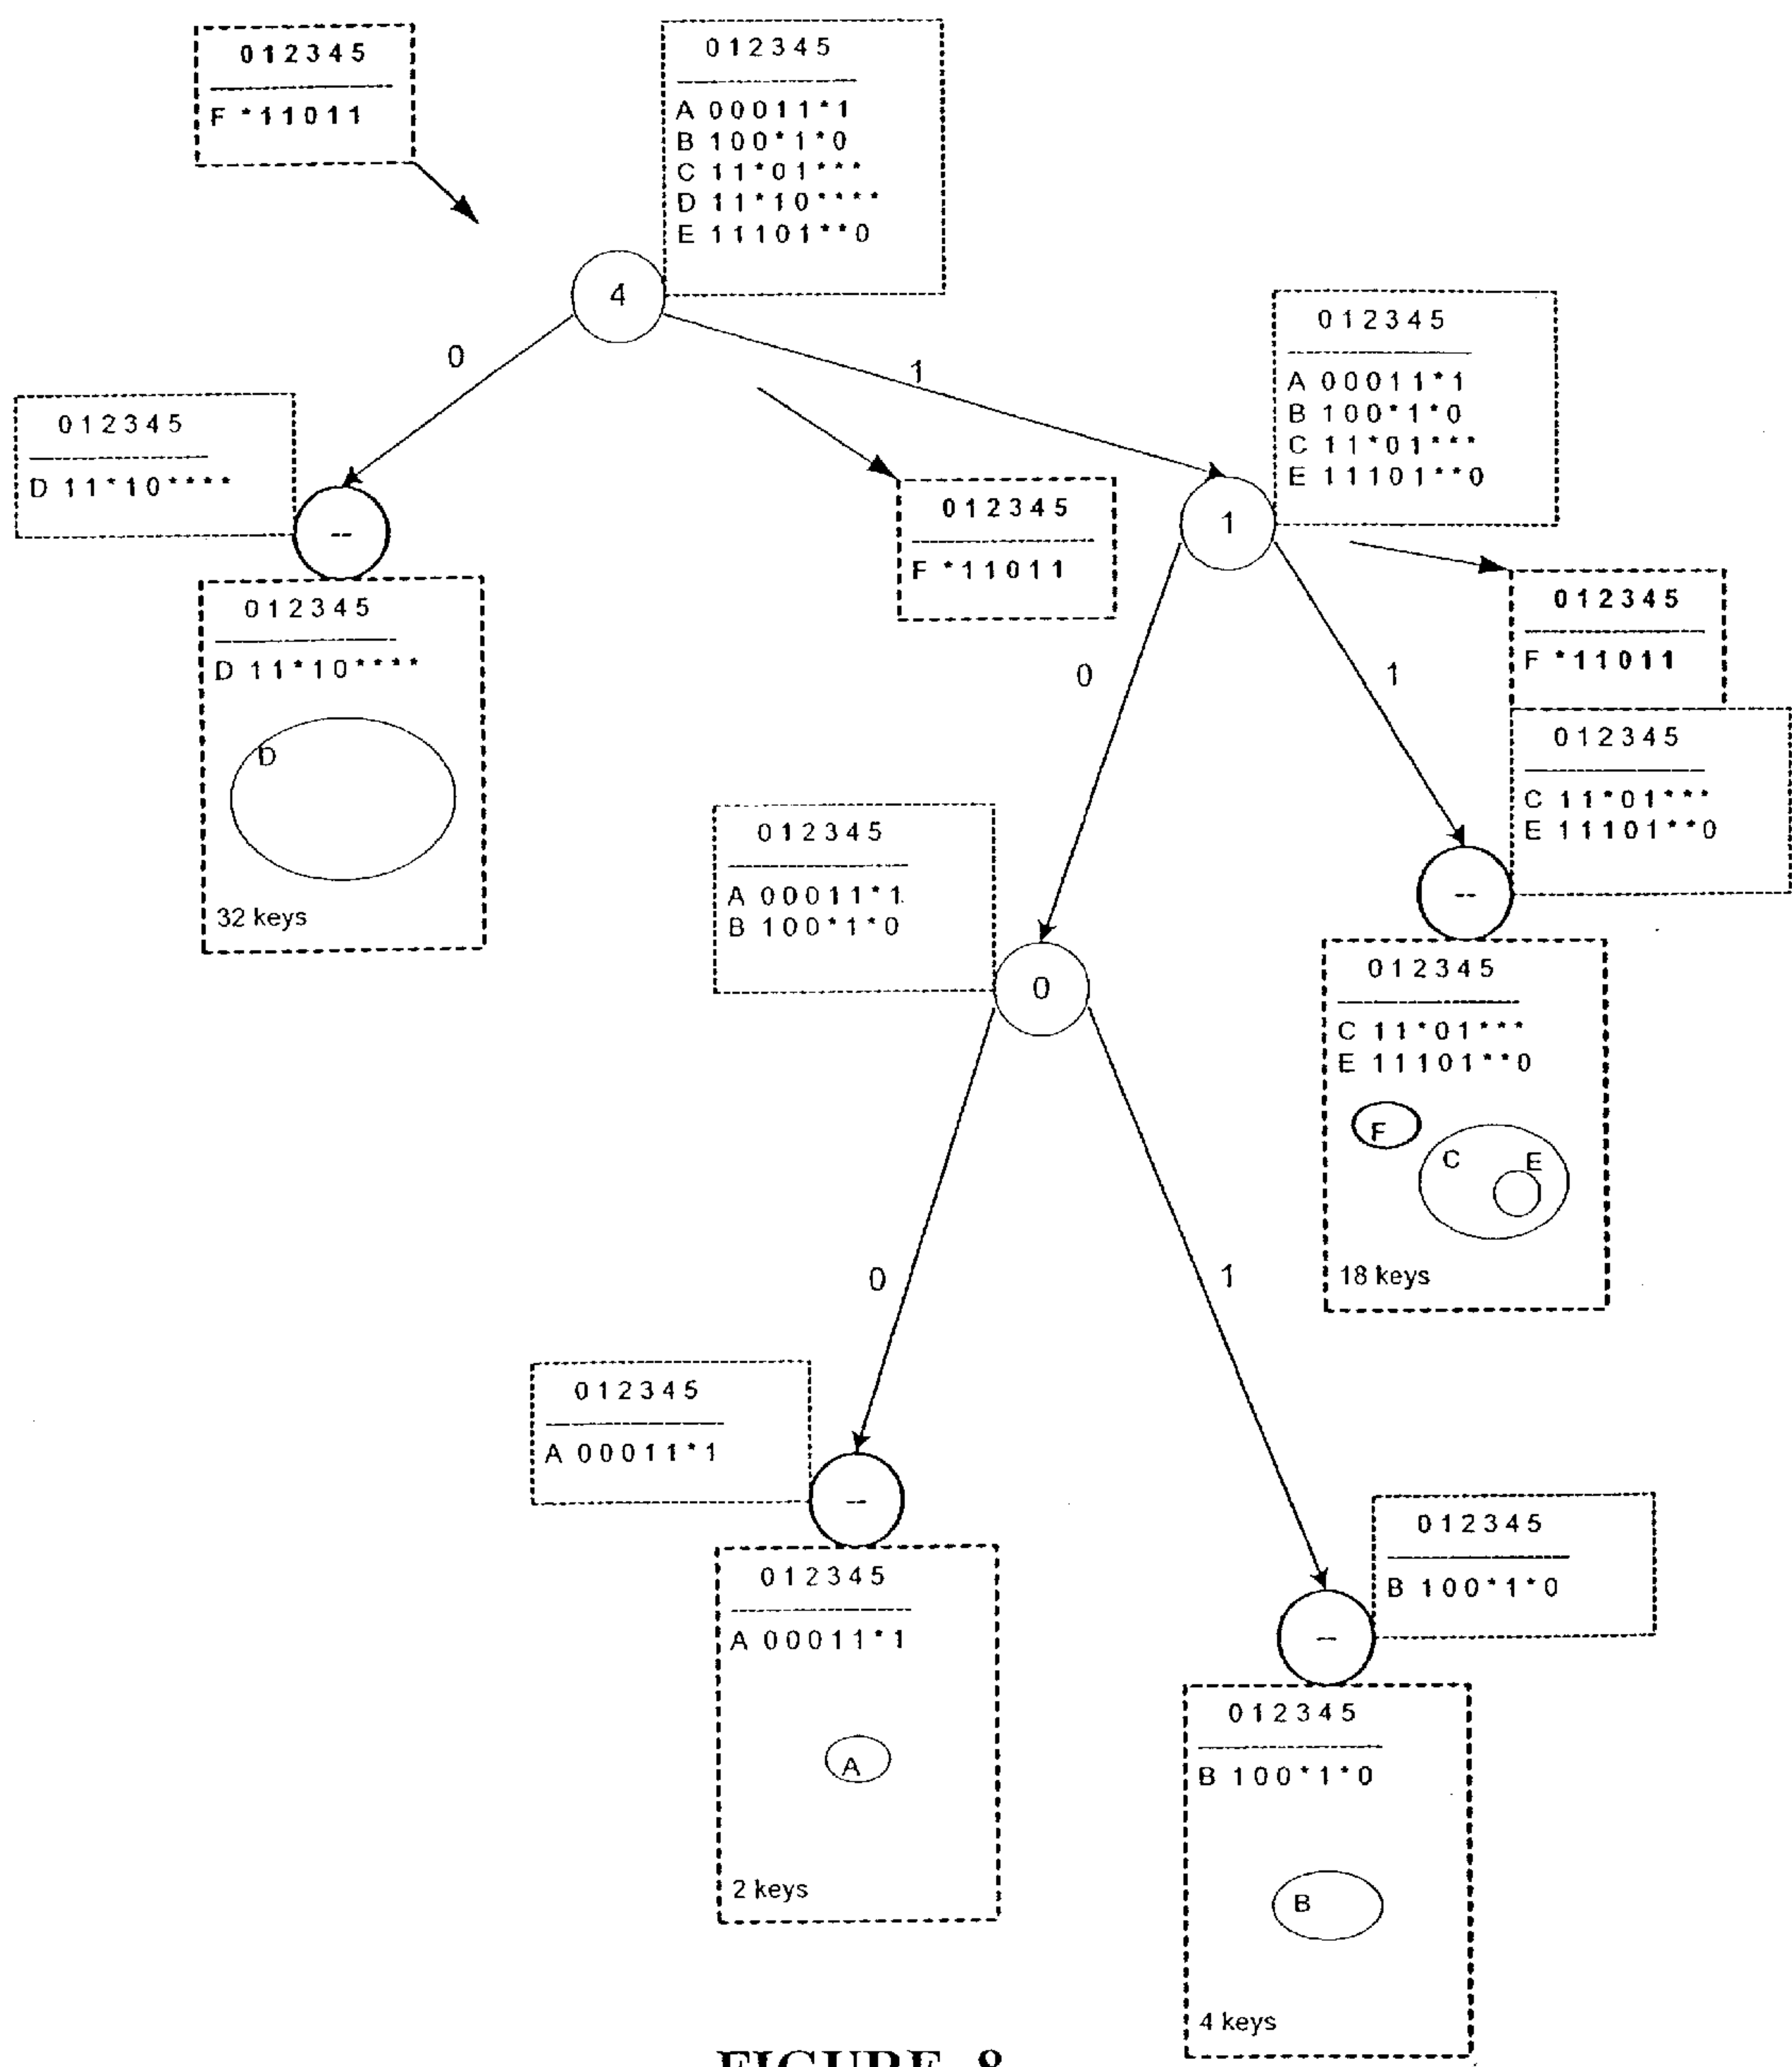 012345
F *11011
012345
A 00011*1
B 100*1*0
C 11*01***
D 11*10****
E 11101**0
4
0
1
012345
A 00011*1
B 100*1*0
C 11*01***
E 11101**0
012345
D 11*10****
--
012345
F *11011
1
012345
D 11*10****
D
32 keys
0
1
012345
F *11011
012345
C 11*01***
E 11101**0
--
012345
A 00011*1
B 100*1*0
0
012345
C 11*01***
E 11101**0
F
C
E
18 keys
0
1
012345
A 00011*1
--
012345
A 00011*1
A
2 keys
012345
B 100*1*0
--
012345
B 100*1*0
B
4 keys
FIGURE 8